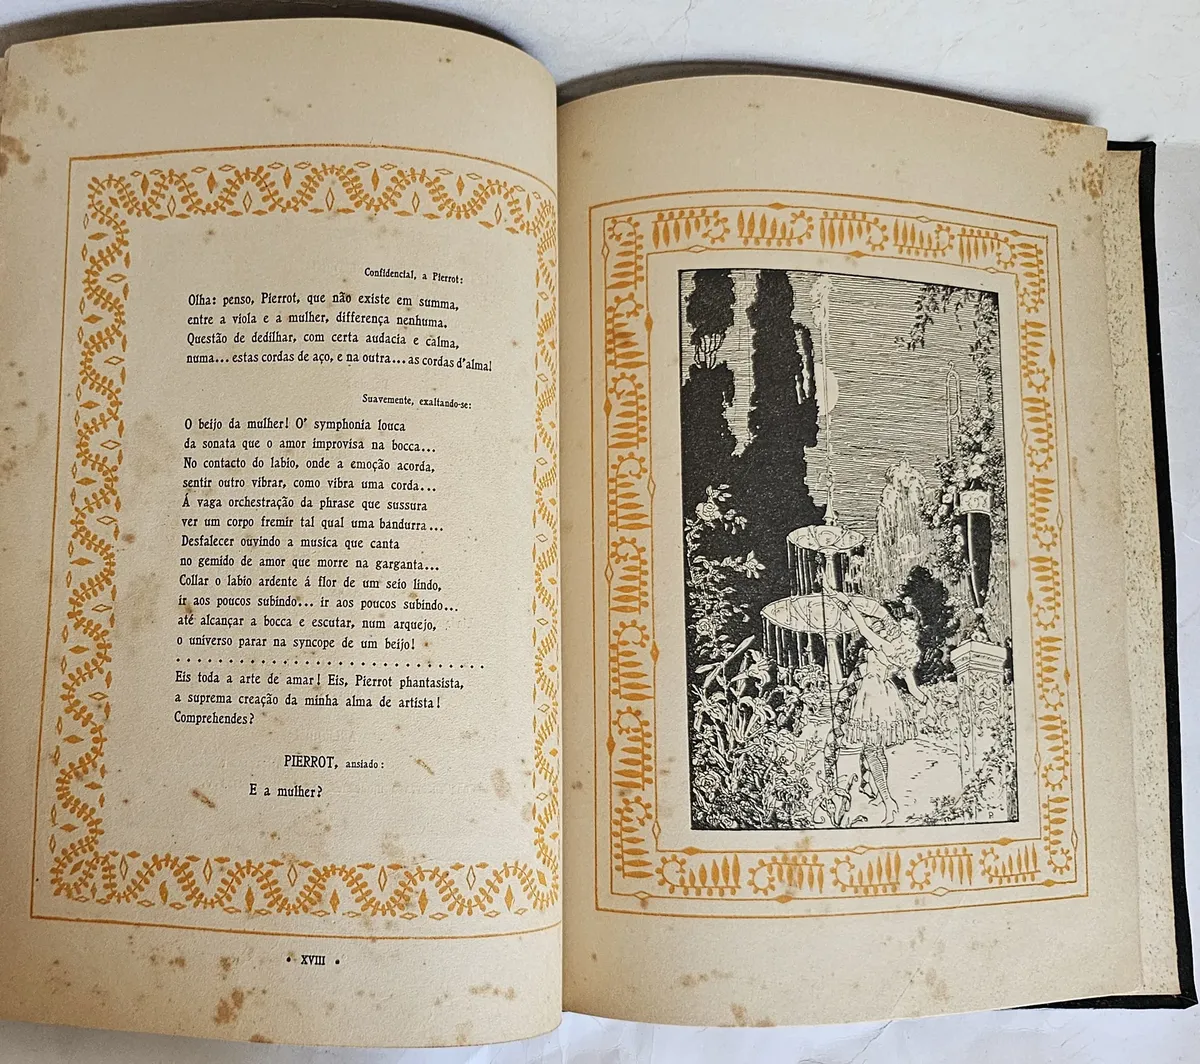 Confidencial, a Pierrot:
Olha: penso, Pierrot, que não existe em summa,
entre a viola e a mulher, differença nenhuma.
Questão de dedilhar, com certa audacia e calma,
numa... estas cordas de aço, e na outra... as cordas d'alma!
Suavemente, exaltando-se:
O beijo da mulher! O' symphonia louca
da sonata que o amor improvisa na bocca...
No contacto do labio, onde a emoção acorda,
sentir outro vibrar, como vibra uma corda...
Á vaga orchestração da phrase que sussura
ver um corpo fremir tal qual uma bandurra...
Desfalecer ouvindo a musica que canta
no gemido de amor que morre na garganta...
Collar o labio ardente á flor de um seio lindo,
ir aos poucos subindo... ir aos poucos subindo...
até alcançar a bocca e escutar, num arquejo,
o universo parar na syncope de um beijo!
. . . . . . . . . . . . . . . . . . . . . . . . . . . . .
Eis toda a arte de amar! Eis, Pierrot phantasista,
a suprema creação da minha alma de artista!
Comprehendes?
PIERROT, ansiado:
E a mulher?
• XVIII •